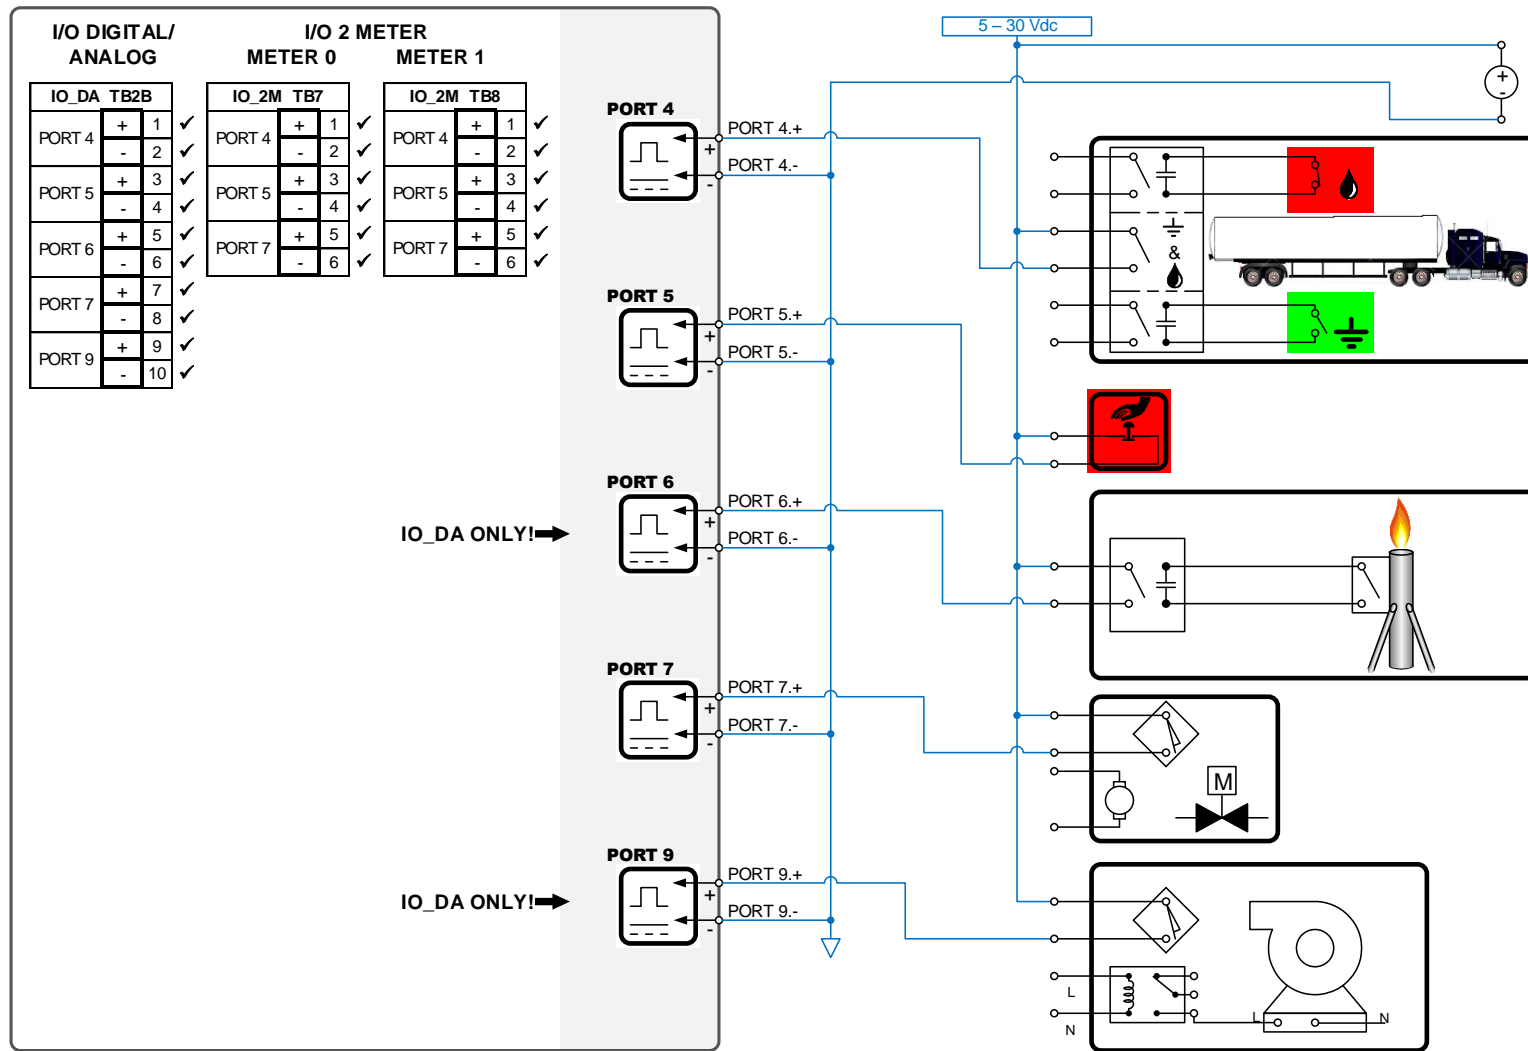 I/O DIGITAL/
ANALOG
I/O 2 METER
METER 0
METER 1
IO_DA TB2B
PORT 4
+ 1 ✓
- 2 ✓
PORT 5
+ 3 ✓
- 4 ✓
PORT 6
+ 5 ✓
- 6 ✓
PORT 7
+ 7 ✓
- 8 ✓
PORT 9
+ 9 ✓
- 10 ✓
IO_2M TB7
PORT 4
+ 1 ✓
- 2 ✓
PORT 5
+ 3 ✓
- 4 ✓
PORT 7
+ 5 ✓
- 6 ✓
IO_2M TB8
PORT 4
+ 1 ✓
- 2 ✓
PORT 5
+ 3 ✓
- 4 ✓
PORT 7
+ 5 ✓
- 6 ✓
5 – 30 Vdc
+
-
PORT 4
PORT 4.+
+
PORT 4.-
-
&
PORT 5
PORT 5.+
+
PORT 5.-
-
PORT 6
IO_DA ONLY!
PORT 6.+
+
PORT 6.-
-
PORT 7
PORT 7.+
+
PORT 7.-
-
M
PORT 9
IO_DA ONLY!
PORT 9.+
+
PORT 9.-
-
L
N
L
N